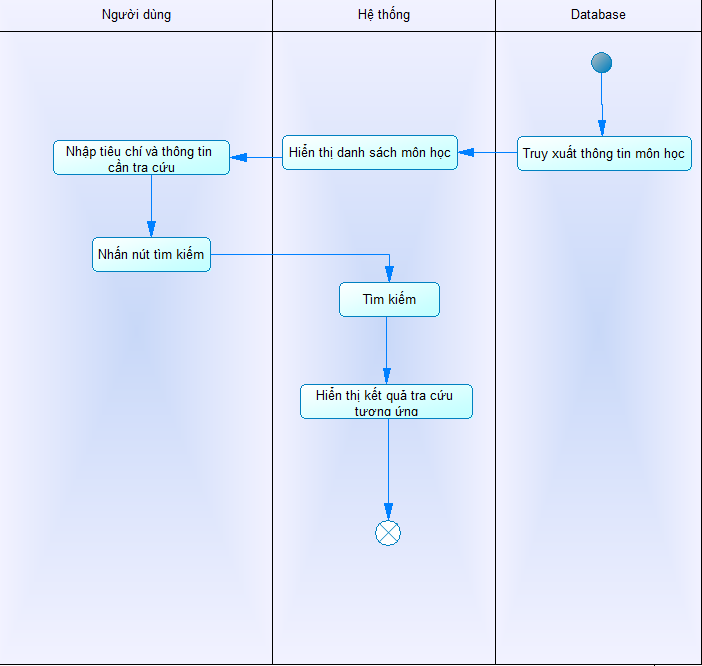 Người dùng
Hệ thống
Database
Nhập tiêu chí và thông tin
cần tra cứu
Hiển thị danh sách môn học
Truy xuất thông tin môn học
Nhấn nút tìm kiếm
Tìm kiếm
Hiển thị kết quả tra cứu
tương ứng